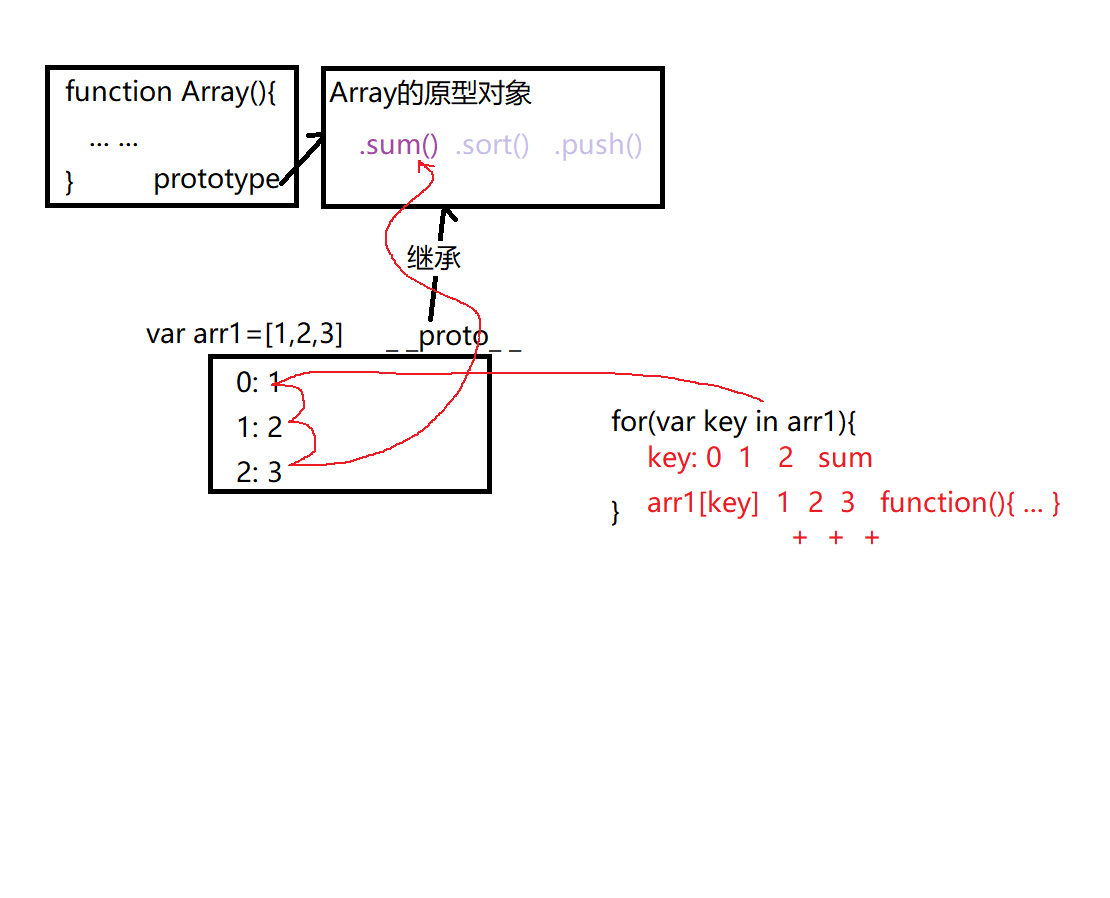 function Array(){
... ...
} prototype
Array的原型对象
.sum() .sort() .push()
继承
var arr1=[1,2,3] _ _proto_ _
0: 1
1: 2
2: 3
for(var key in arr1){
key: 0 1 2 sum
arr1[key] 1 2 3 function(){ ... }
}
+ + +